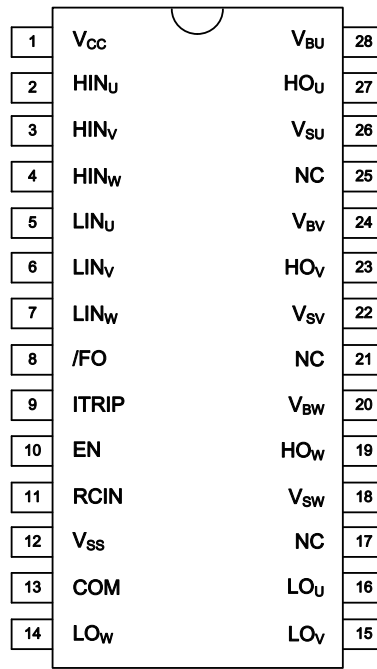 1 VCC VBU 28
2 HINU HOU 27
3 HINV VSU 26
4 HINW NC 25
5 LINU VBV 24
6 LINV HOV 23
7 LINW VSV 22
8 /FO NC 21
9 ITRIP VBW 20
10 EN HOW 19
11 RCIN VSW 18
12 VSS NC 17
13 COM LOU 16
14 LOW LOV 15